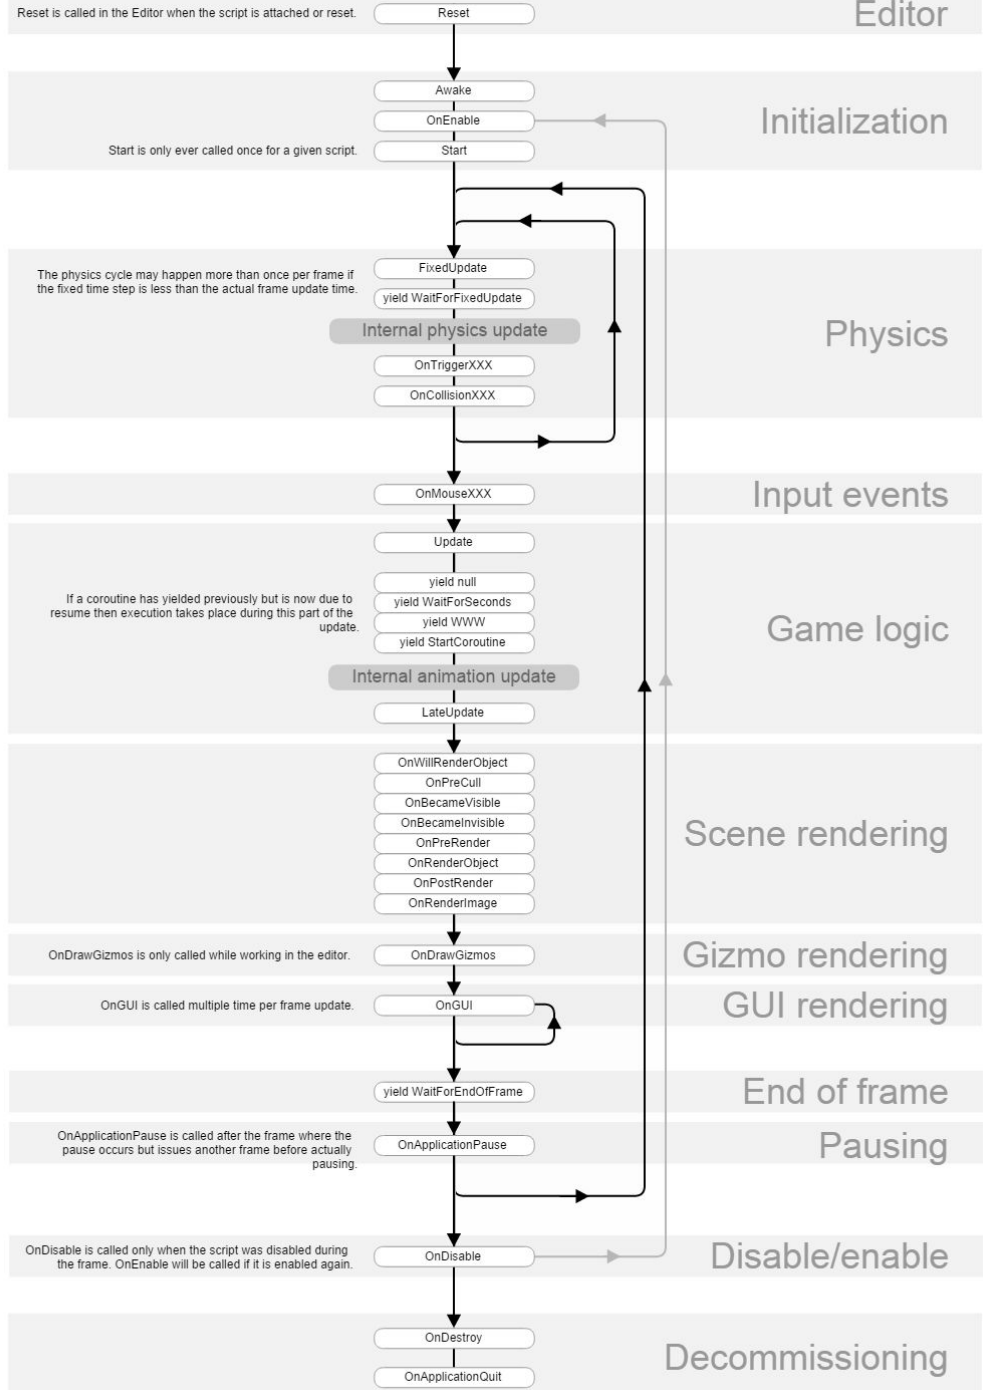 Reset is called in the Editor when the script is attached or reset.
Reset
Editor
Awake
OnEnable
Initialization
Start is only ever called once for a given script.
Start
The physics cycle may happen more than once per frame if
the fixed time step is less than the actual frame update time.
FixedUpdate
yield WaitForFixedUpdate
Internal physics update
Physics
OnTriggerXXX
OnCollisionXXX
OnMouseXXX
Input events
Update
yield null
If a coroutine has yielded previously but is now due to
resume then execution takes place during this part of the
update.
yield WaitForSeconds
yield WWW
yield StartCoroutine
Game logic
Internal animation update
LateUpdate
OnWillRenderObject
OnPreCull
OnBecameVisible
OnBecameInvisible
OnPreRender
OnRenderObject
OnPostRender
OnRenderImage
Scene rendering
OnDrawGizmos is only called while working in the editor.
OnDrawGizmos
Gizmo rendering
OnGUI is called multiple time per frame update.
OnGUI
GUI rendering
yield WaitForEndOfFrame
End of frame
OnApplicationPause is called after the frame where the
pause occurs but issues another frame before actually
pausing.
OnApplicationPause
Pausing
OnDisable is called only when the script was disabled during
the frame. OnEnable will be called if it is enabled again.
OnDisable
Disable/enable
OnDestroy
OnApplicationQuit
Decommissioning